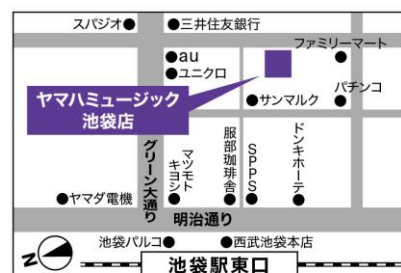 スパジオ
三井住友銀行
ファミリーマート
au
ユニクロ
パチンコ
サンマルク
ヤマハミュージック
池袋店
グリーン大通り
マツモト
キヨシ
服部珈琲舎
SPPS
ドンキホーテ
ヤマダ電機
明治通り
池袋パルコ
西武池袋本店
池袋駅東口
N